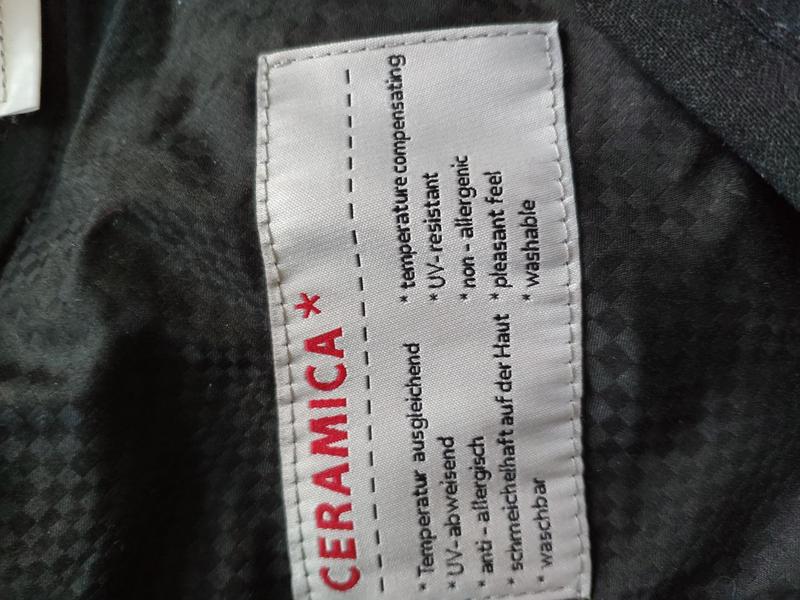 CERAMICA*
* Temperatur ausgleichend
* UV-abweisend
* anti - allergisch
* schmeichelhaft auf der Haut
* waschbar
* temperature compensating
* UV-resistant
* non - allergenic
* pleasant feel
* washable